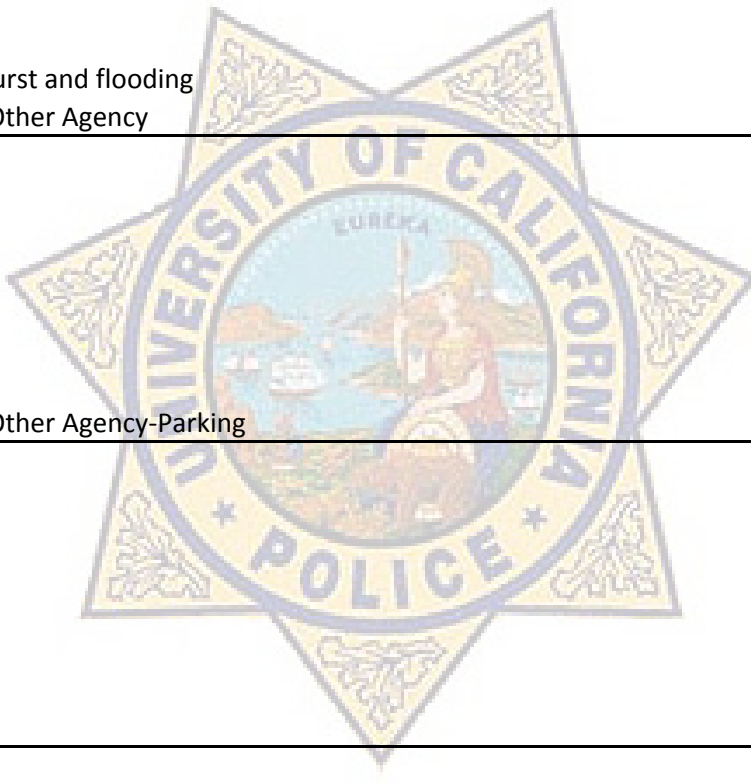 urst and flooding
Other Agency
UNIVERSITY OF CALIFORNIA
EUREKA
Other Agency-Parking
* POLICE *